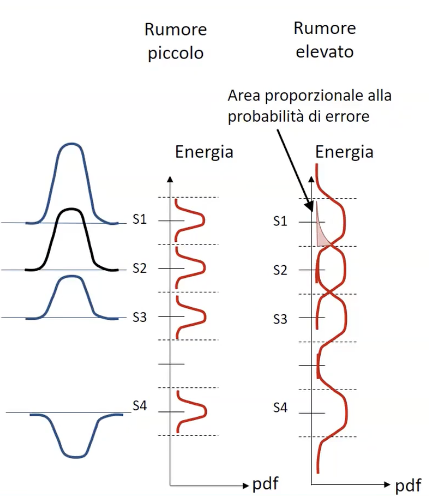 Rumore
piccolo
Rumore
elevato
Area proporzionale alla
probabilità di errore
Energia
Energia
S1
S2
S3
S4
S1
S2
S3
S4
pdf
pdf